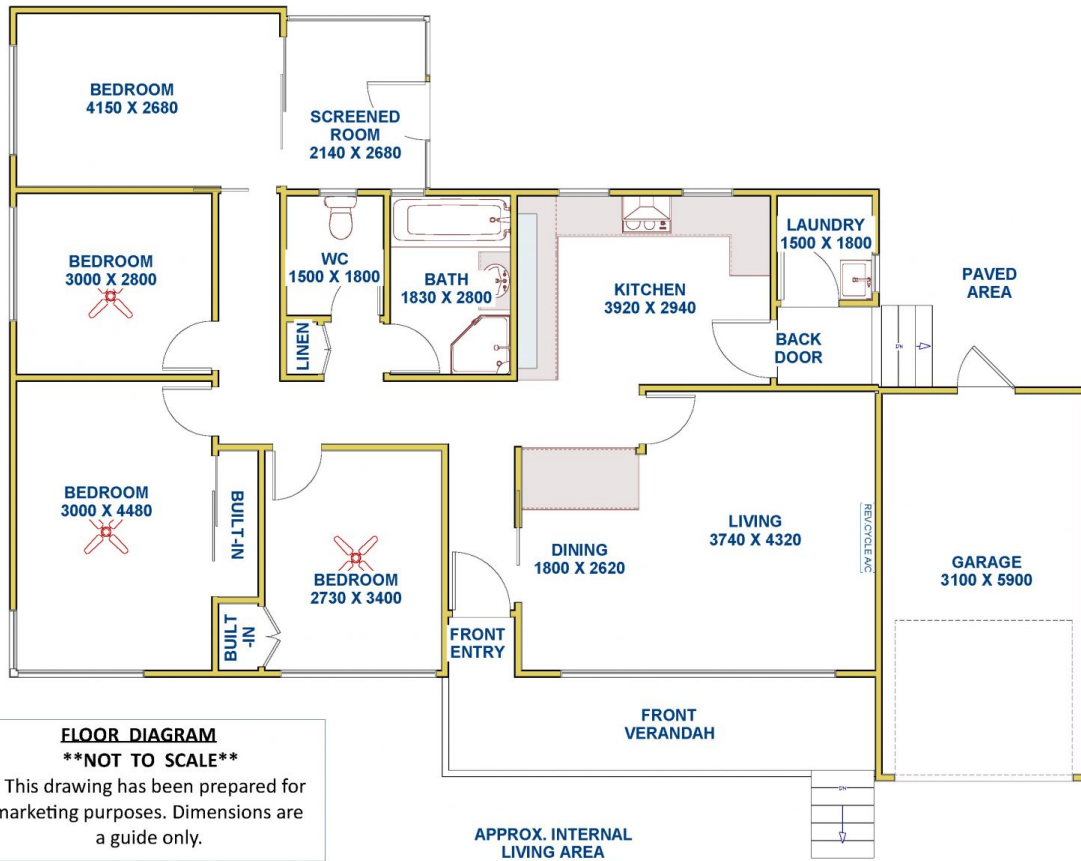 BEDROOM
4150 X 2680
SCREENED
ROOM
2140 X 2680
BEDROOM
3000 X 2800
WC
1500 X 1800
BATH
1830 X 2800
LINEN
KITCHEN
3920 X 2940
LAUNDRY
1500 X 1800
PAVED
AREA
BACK
DOOR
DN
BEDROOM
3000 X 4480
BUILT-IN
BUILT
-IN
BEDROOM
2730 X 3400
DINING
1800 X 2620
LIVING
3740 X 4320
REV.CYCLE A/C
GARAGE
3100 X 5900
FRONT
ENTRY
FRONT
VERANDAH
DN
FLOOR DIAGRAM
**NOT TO SCALE**
This drawing has been prepared for
marketing purposes. Dimensions are
a guide only.
APPROX. INTERNAL
LIVING AREA